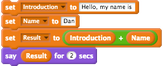 set Introduction to Hello, my name is
set Name to Dan
set Result to Introduction + Name
say Result for 2 secs